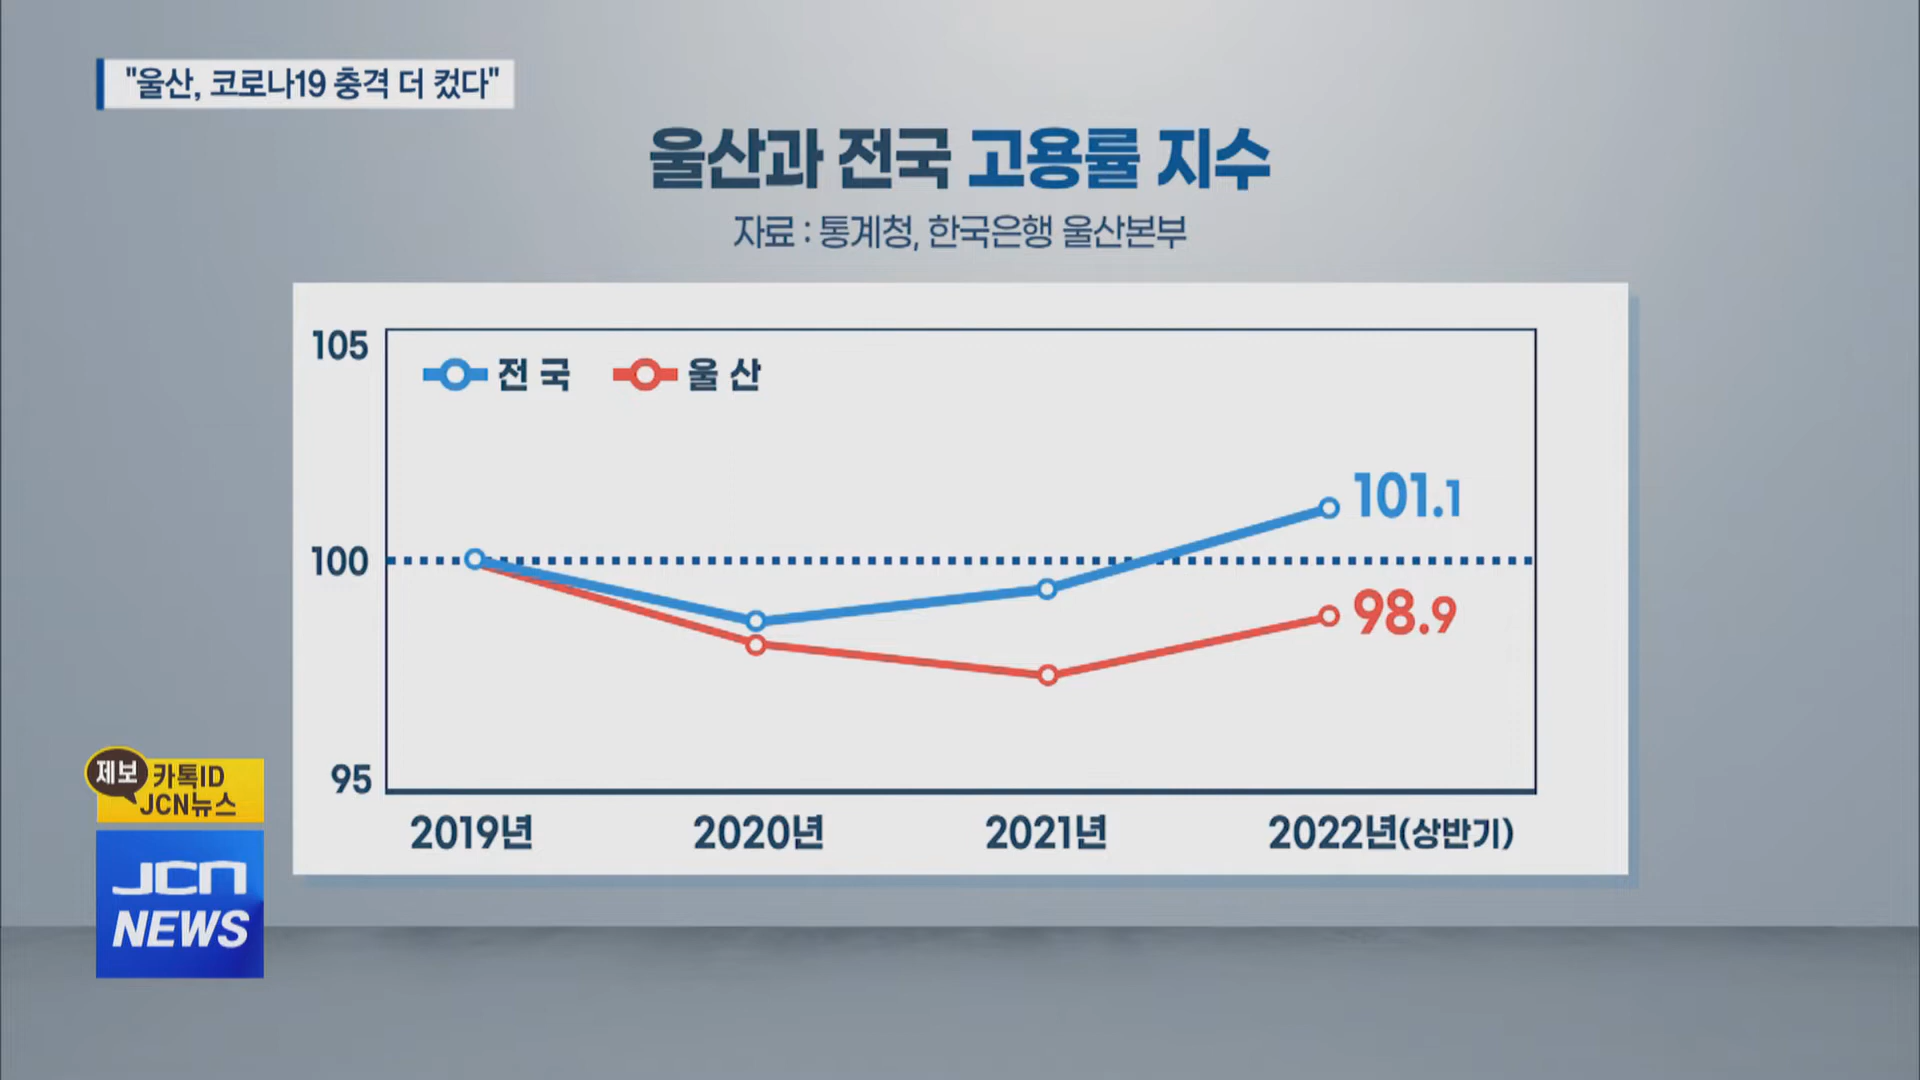 "울산, 코로나19 충격 더 컸다"
울산과 전국 고용률 지수
자료 : 통계청, 한국은행 울산본부
105
전 국 울 산
101.1
100
98.9
95
2019년 2020년 2021년 2022년(상반기)
제보 카톡ID
JCN뉴스
JCN
NEWS